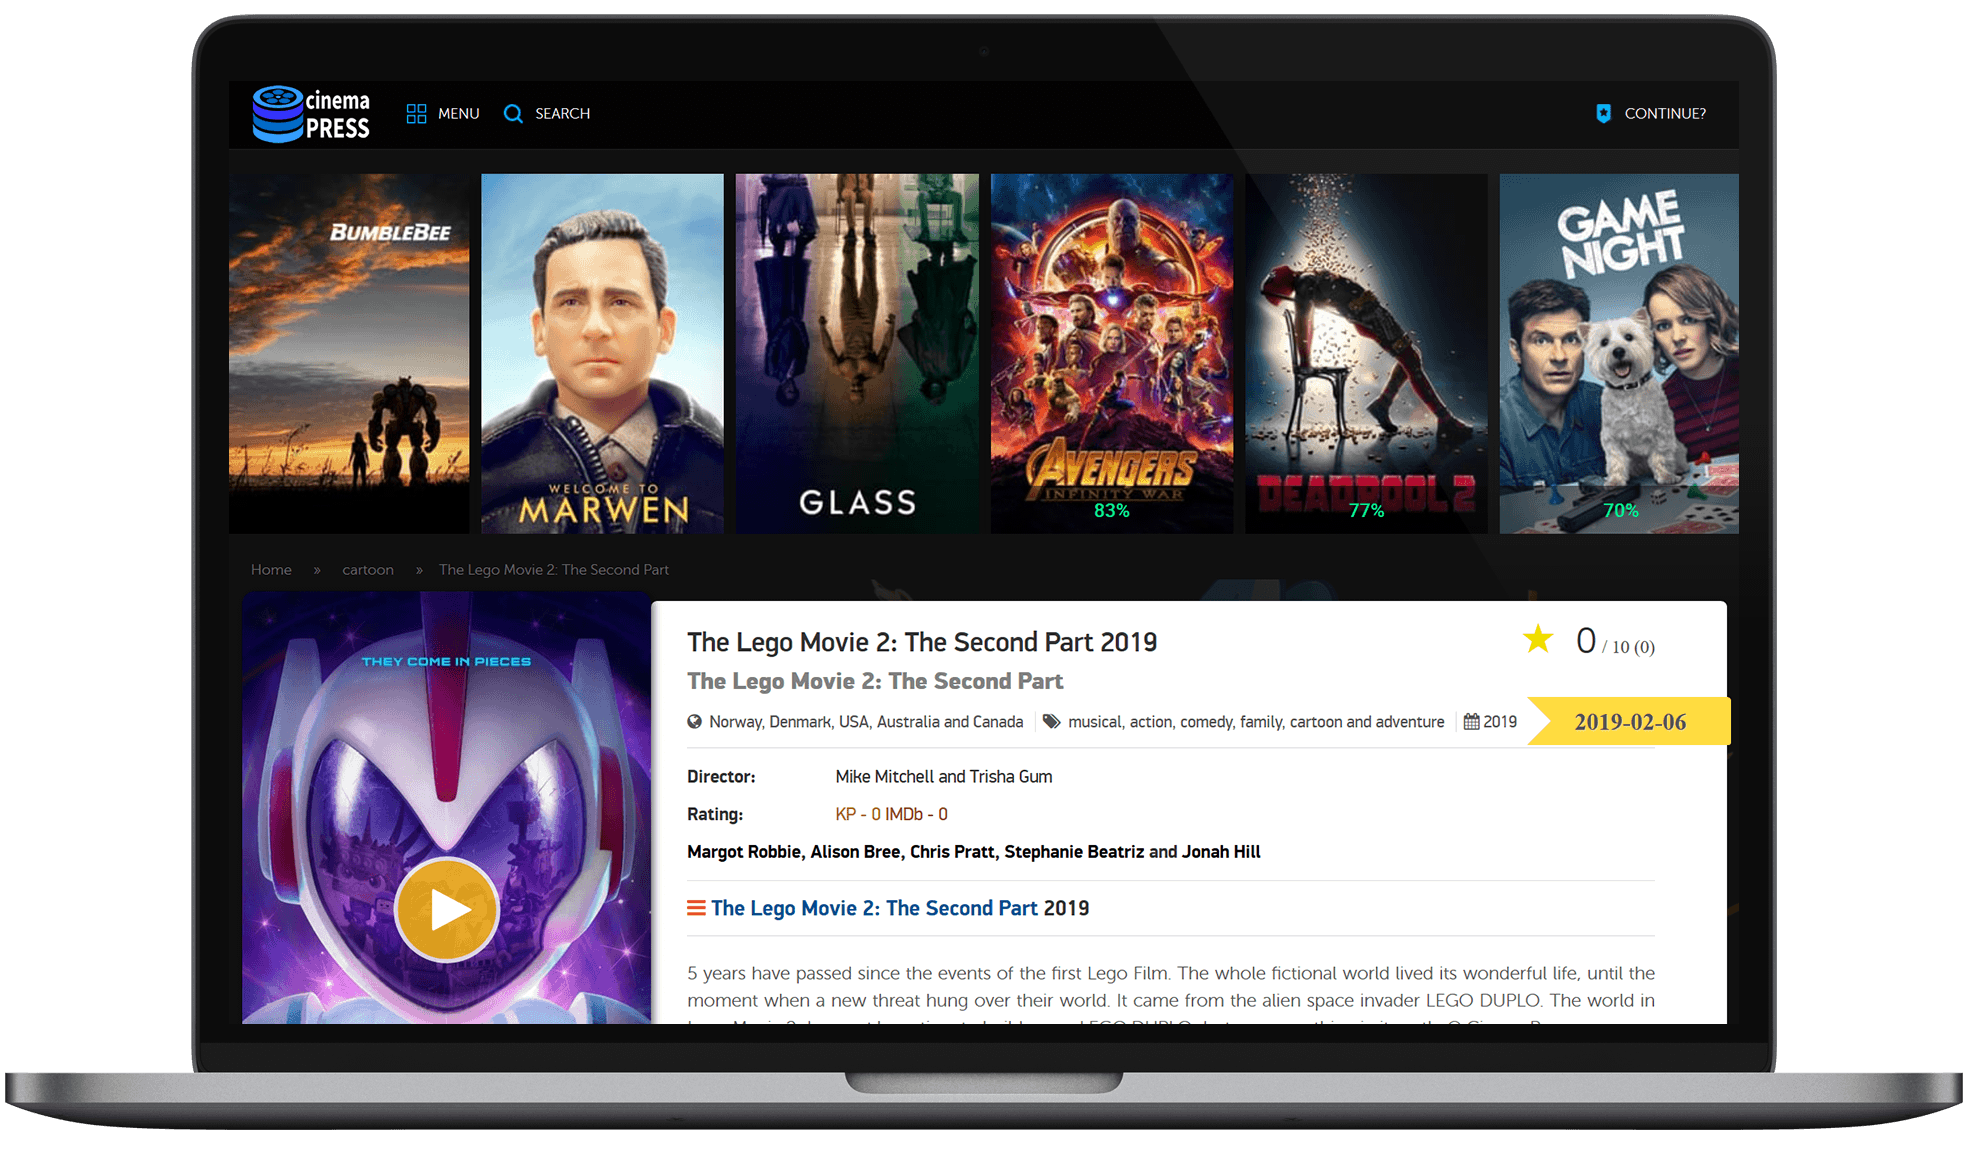 cinema
PRESS
MENU
SEARCH
CONTINUE?
BUMBLEBEE
WELCOME TO
MARWEN
GLASS
AVENGERS
INFINITY WAR
83%
DEADPOOL 2
77%
GAME
NIGHT
70%
Home » cartoon » The Lego Movie 2: The Second Part
THEY COME IN PIECES
The Lego Movie 2: The Second Part 2019
0 / 10 (0)
The Lego Movie 2: The Second Part
Norway, Denmark, USA, Australia and Canada musical, action, comedy, family, cartoon and adventure 2019
2019-02-06
Director: Mike Mitchell and Trisha Gum
Rating: KP - 0 IMDb - 0
Margot Robbie, Alison Bree, Chris Pratt, Stephanie Beatriz and Jonah Hill
The Lego Movie 2: The Second Part 2019
5 years have passed since the events of the first Lego Film. The whole fictional world lived its wonderful life, until the
moment when a new threat hung over their world. It came from the alien space invader LEGO DUPLO. The world in